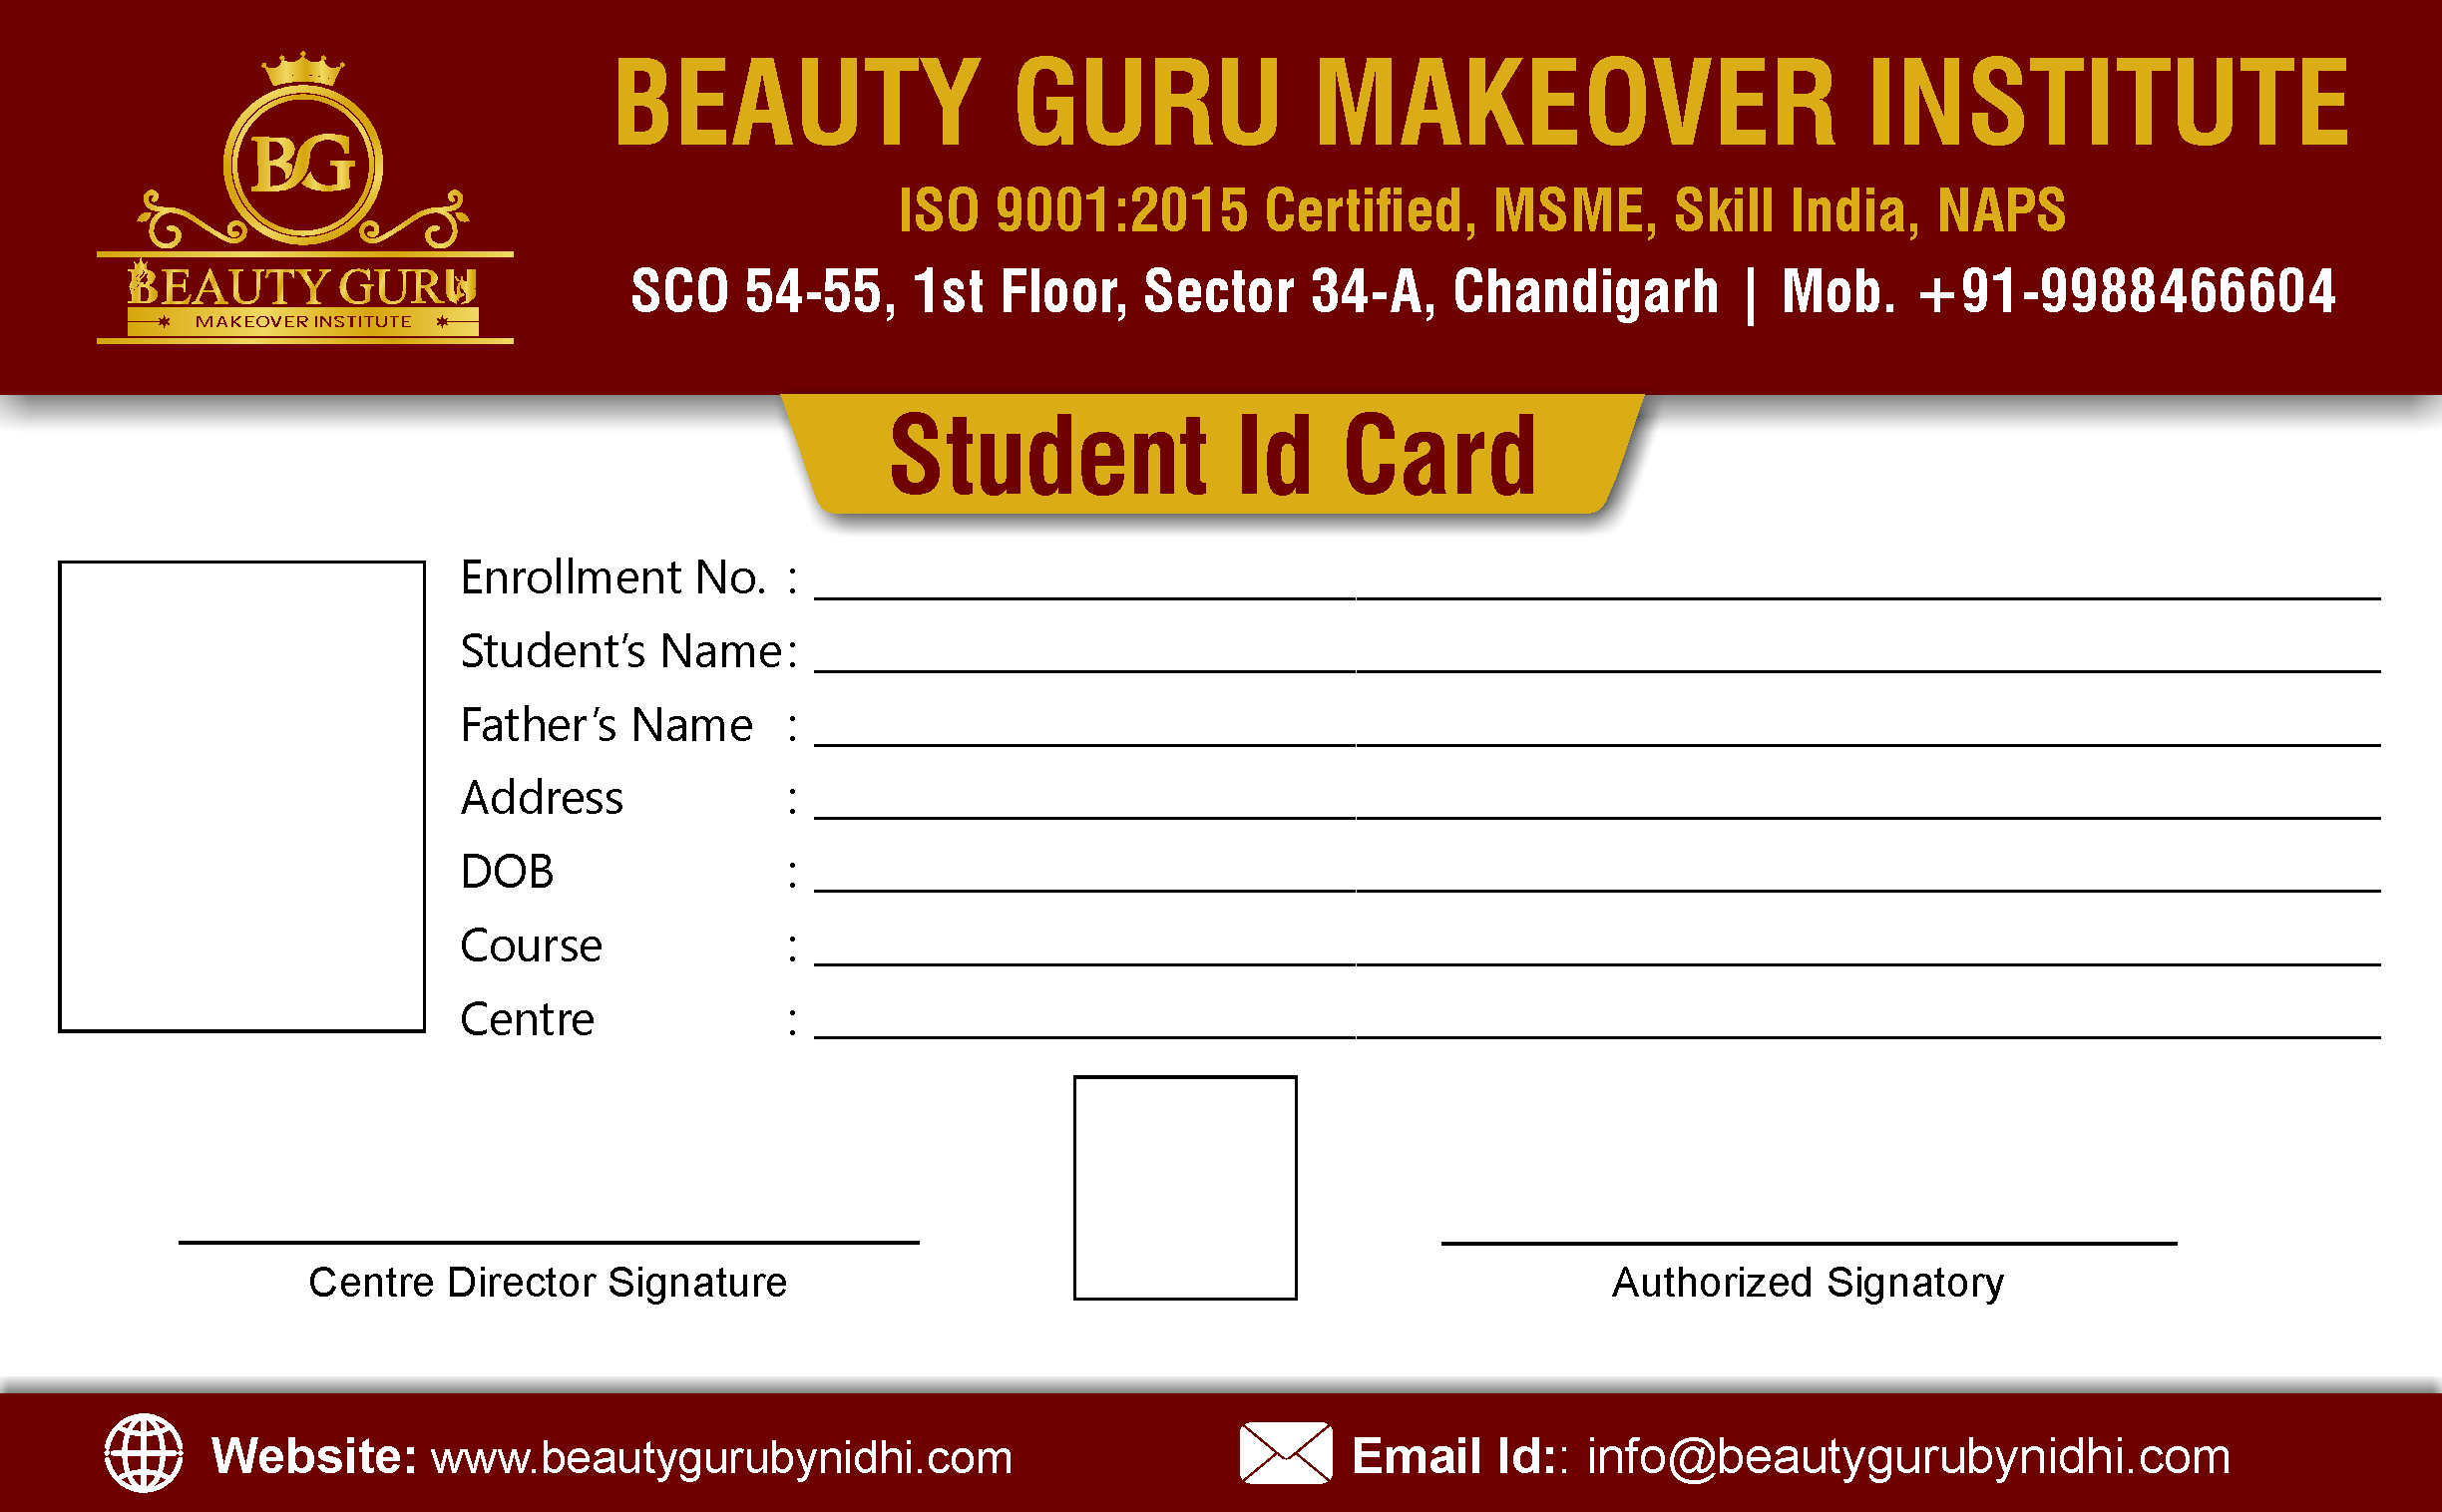 BG
BEAUTY GURU
MAKEOVER INSTITUTE
BEAUTY GURU MAKEOVER INSTITUTE
ISO 9001:2015 Certified, MSME, Skill India, NAPS
SCO 54-55, 1st Floor, Sector 34-A, Chandigarh | Mob. +91-9988466604
Student Id Card
Enrollment No. :
Student’s Name:
Father’s Name :
Address :
DOB :
Course :
Centre :
Centre Director Signature
Authorized Signatory
Website: www.beautygurubynidhi.com
Email Id:: info@beautygurubynidhi.com